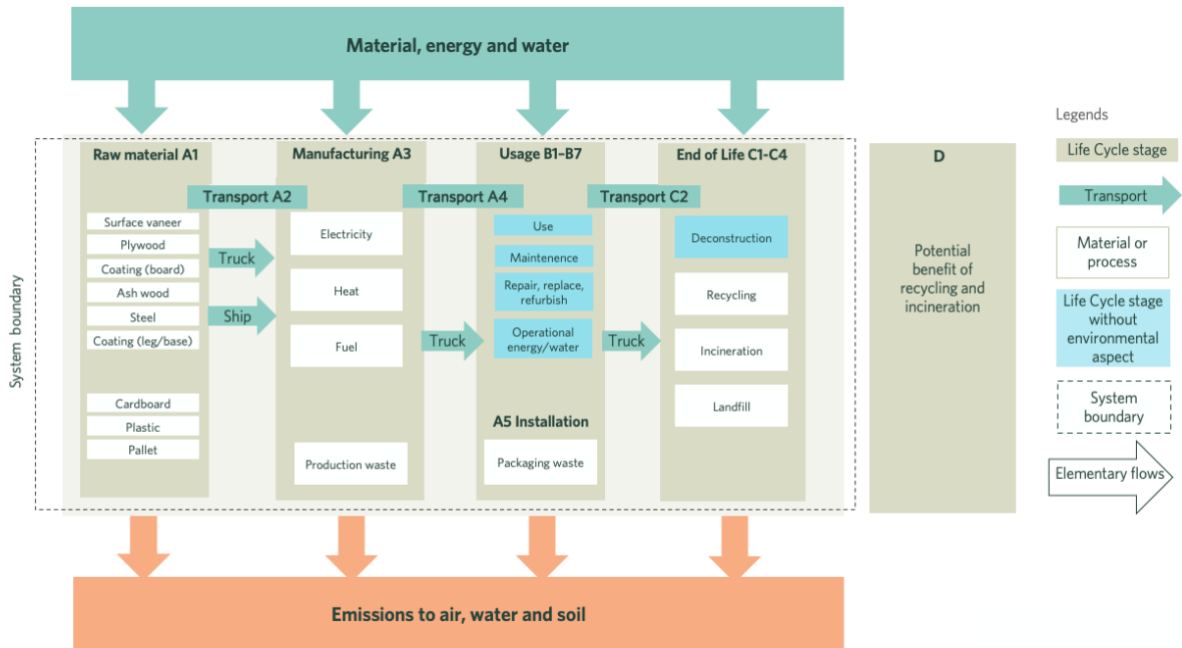 Material, energy and water
System boundary
Raw material A1
Surface vaneer
Plywood
Coating (board)
Ash wood
Steel
Coating (leg/base)
Cardboard
Plastic
Pallet
Transport A2
Truck
Ship
Manufacturing A3
Electricity
Heat
Fuel
Production waste
Transport A4
Truck
Usage B1–B7
Use
Maintenence
Repair, replace,
refurbish
Operational
energy/water
A5 Installation
Packaging waste
Transport C2
Truck
End of Life C1-C4
Deconstruction
Recycling
Incineration
Landfill
D
Potential
benefit of
recycling and
incineration
Legends
Life Cycle stage
Transport
Material or
process
Life Cycle stage
without
environmental
aspect
System
boundary
Elementary flows
Emissions to air, water and soil